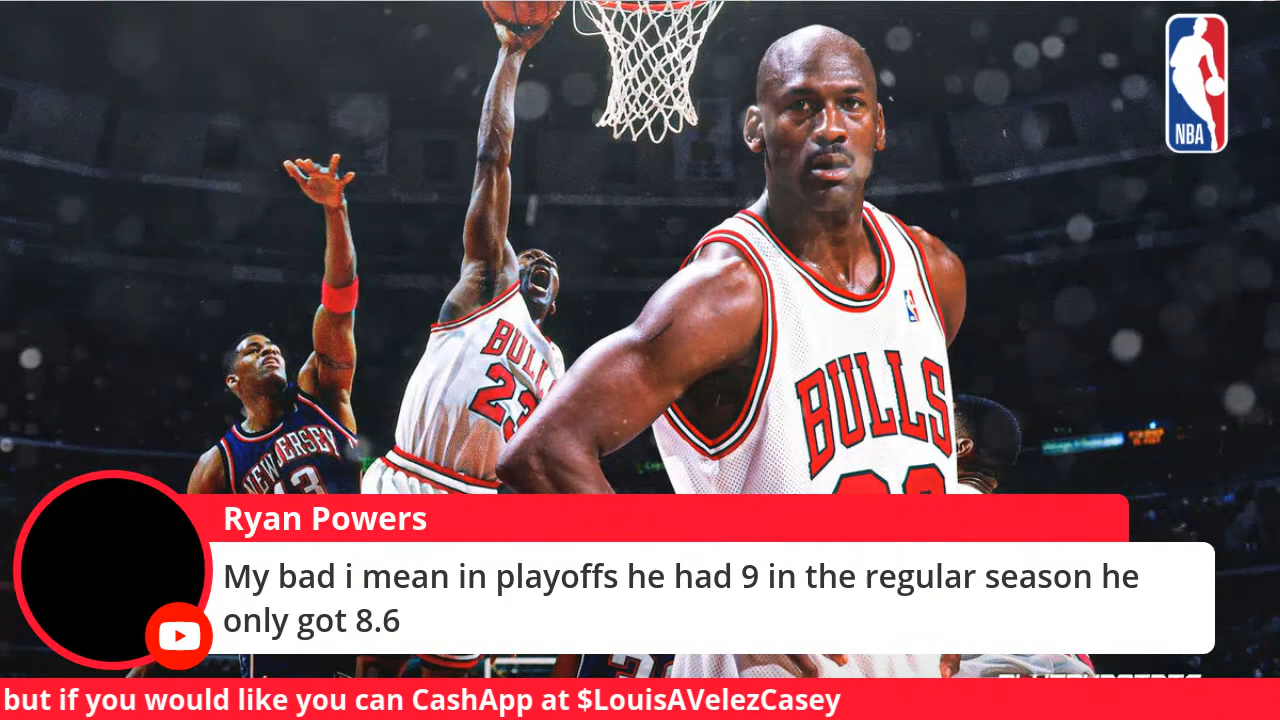 NBA
BULLS
23
BULLS
NEW JERSEY
13
Ryan Powers
My bad i mean in playoffs he had 9 in the regular season he
only got 8.6
but if you would like you can CashApp at $LouisAVelezCasey